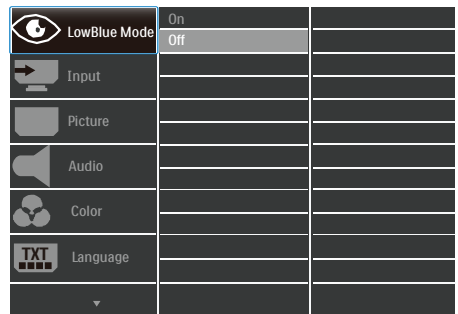 LowBlue Mode
On
Off
Input
Picture
Audio
Color
TXT
Language